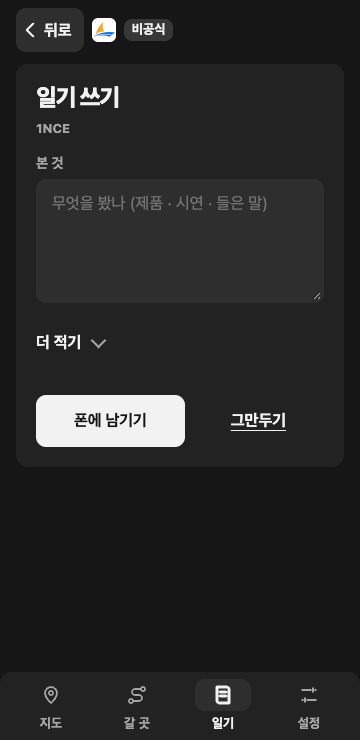 뒤로
비공식
일기 쓰기
1NCE
본 것
무엇을 봤나 (제품 · 시연 · 들은 말)
더 적기
폰에 남기기
그만두기
지도
갈 곳
일기
설정